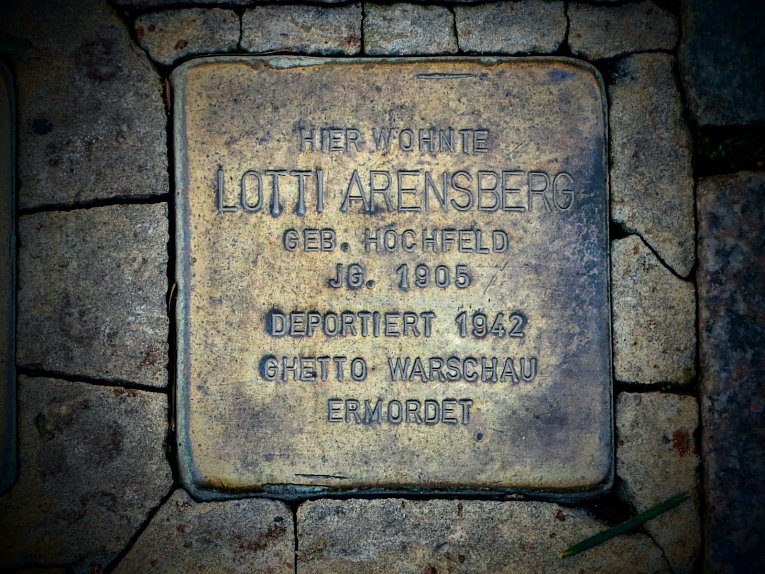 HIER WOHNTE
LOTTI ARENSBERG
GEB. HOCHFELD
JG. 1905
DEPORTIERT 1942
GHETTO WARSCHAU
ERMORDET